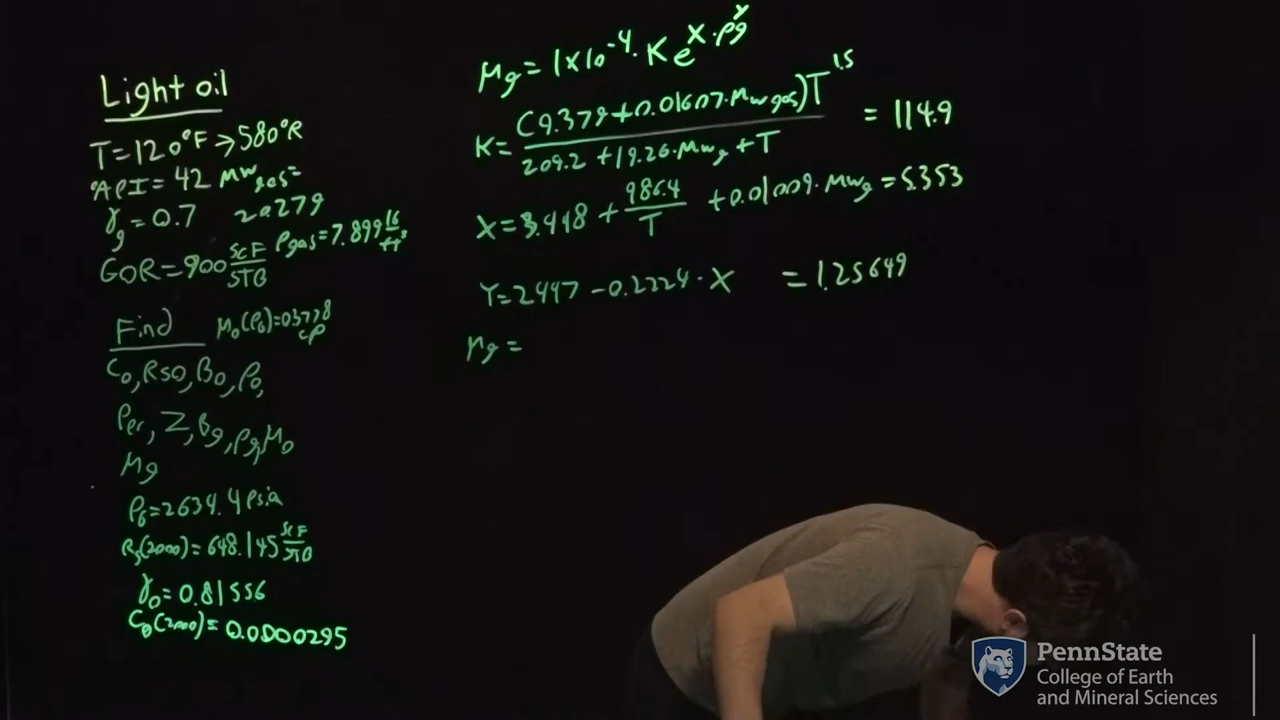 Light oil
T = 120°F → 580°R
°API = 42 Mw gas =
γg = 0.7 20.279
ρgas = 7.899 lb/ft³
GOR = 900 SCF/STB
Find μo(Pb) = 0.3778 cP
Co, Rso, Bo, ρo,
Per, Z, Bg, ρg, μo
μg
Pb = 2634.4 psia
Rs(2000) = 648.145 SCF/STB
γo = 0.81556
Co(2000) = 0.0000295
μg = 1x10⁻⁴ · K e^X · ρg^Y
K = (9.379 + 0.01607 · Mw gas) T^1.5 / 209.2 + 19.26 · Mwg + T = 114.9
X = 3.448 + 986.4/T + 0.01009 · Mwg = 5.353
Y = 2.447 - 0.2224 · X = 1.25649
μg =
PennState
College of Earth
and Mineral Sciences